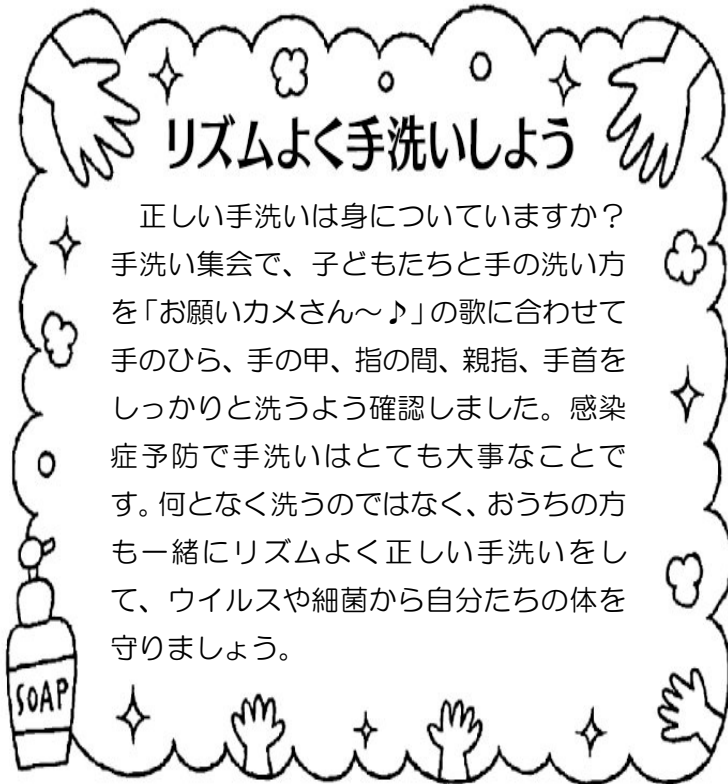 リズムよく手洗いしよう
　正しい手洗いは身についていますか？
手洗い集会で、子どもたちと手の洗い方
を「お願いカメさん～♪」の歌に合わせて
手のひら、手の甲、指の間、親指、手首を
しっかりと洗うよう確認しました。感染
症予防で手洗いはとても大事なことで
す。何となく洗うのではなく、おうちの方
も一緒にリズムよく正しい手洗いをし
て、ウイルスや細菌から自分たちの体を
守りましょう。
SOAP